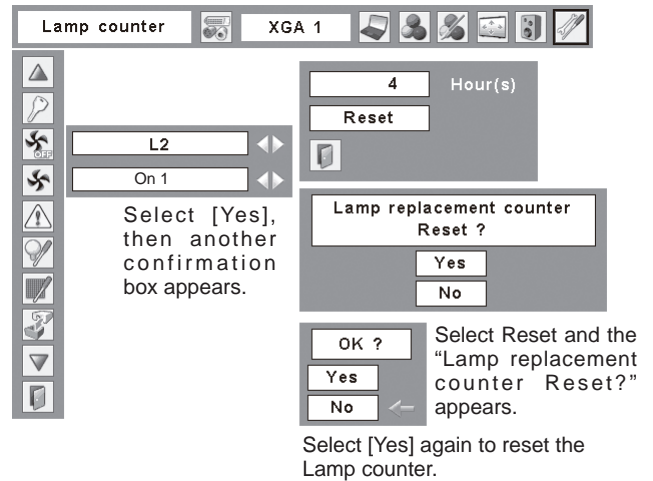 Lamp counter
XGA 1
4 Hour(s)
Reset
OFF
L2
On 1
Select [Yes],
then another
confirmation
box appears.
Lamp replacement counter
Reset ?
Yes
No
OK ?
Yes
No
Select Reset and the
“Lamp replacement
counter Reset?”
appears.
Select [Yes] again to reset the
Lamp counter.